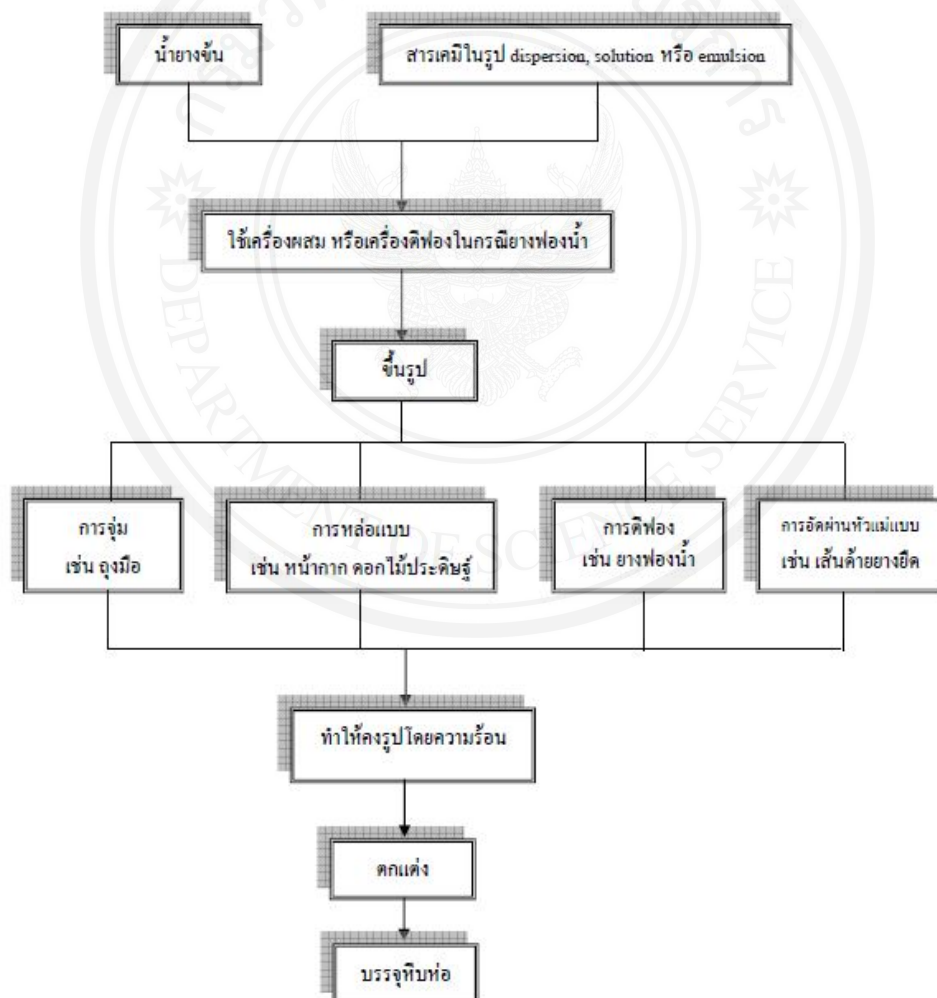 น้ำยางข้น
สารเคมีในรูป dispersion, solution หรือ emulsion
ใช้เครื่องผสม หรือเครื่องตีฟองในกรณียางฟองน้ำ
ขึ้นรูป
การจุ่ม
เช่น ถุงมือ
การหล่อแบบ
เช่น หน้ากาก ดอกไม้ประดิษฐ์
การตีฟอง
เช่น ยางฟองน้ำ
การอัดผ่านหัวแม่แบบ
เช่น เส้นด้ายยางยืด
ทำให้คงรูปโดยความร้อน
ตกแต่ง
บรรจุหีบห่อ
DEPARTMENT OF SCIENCE SERVICE